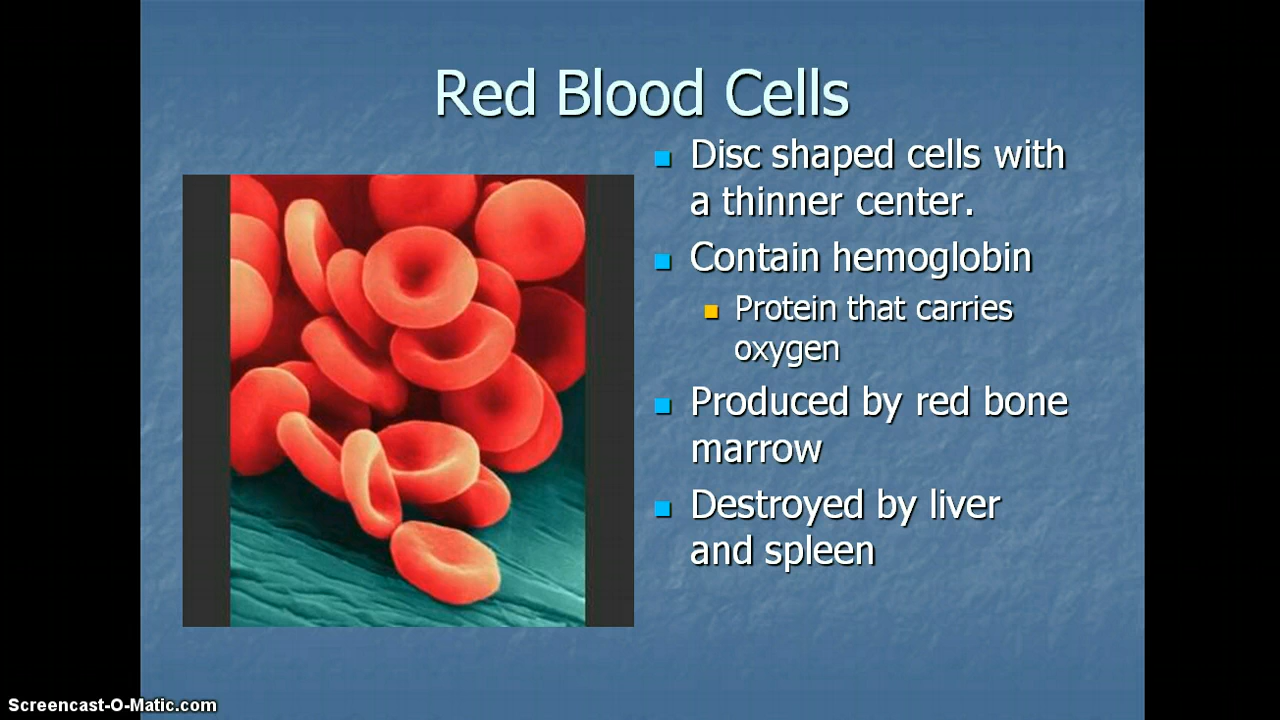 Red Blood Cells
Disc shaped cells with
a thinner center.
Contain hemoglobin
Protein that carries
oxygen
Produced by red bone
marrow
Destroyed by liver
and spleen
Screencast-O-Matic.com